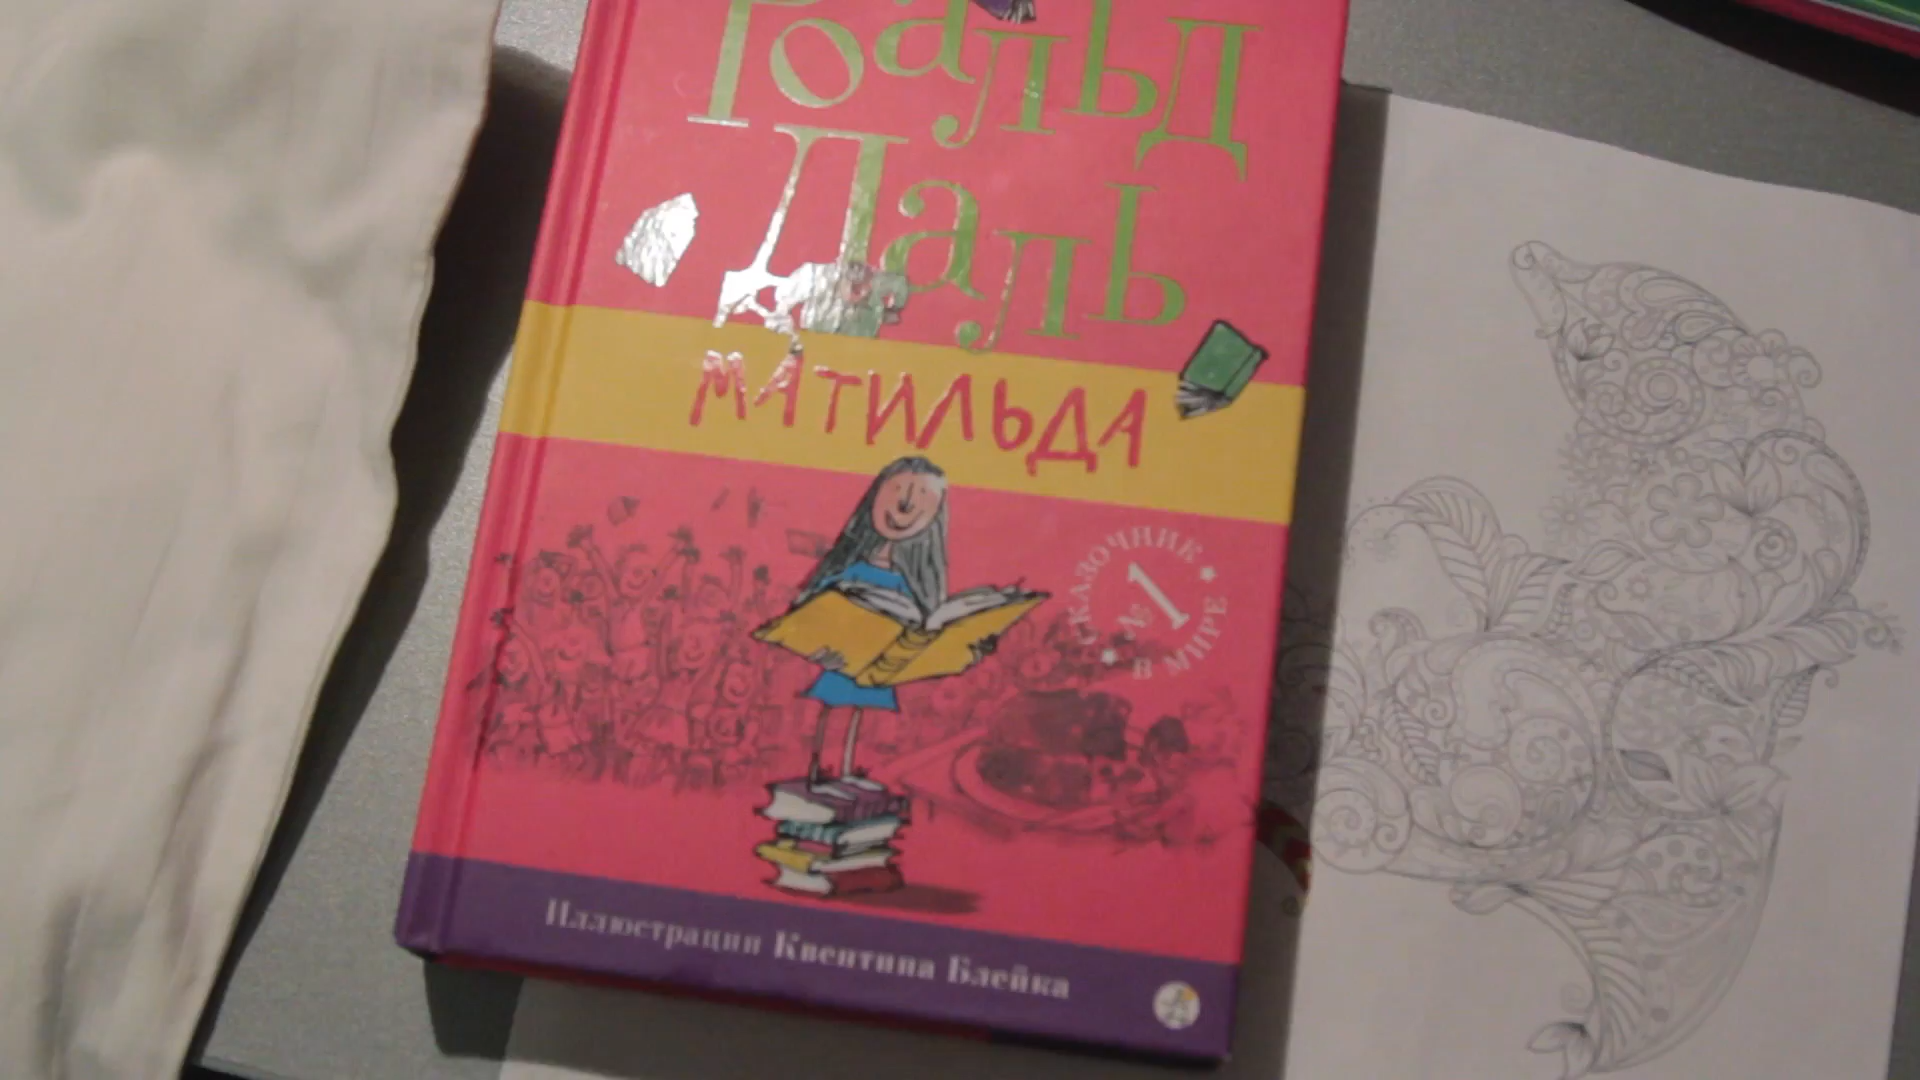 Роальд
Даль
МАТИЛЬДА
СКАЗОЧНИК
№1
В МИРЕ
Иллюстрации Квентина Блейка